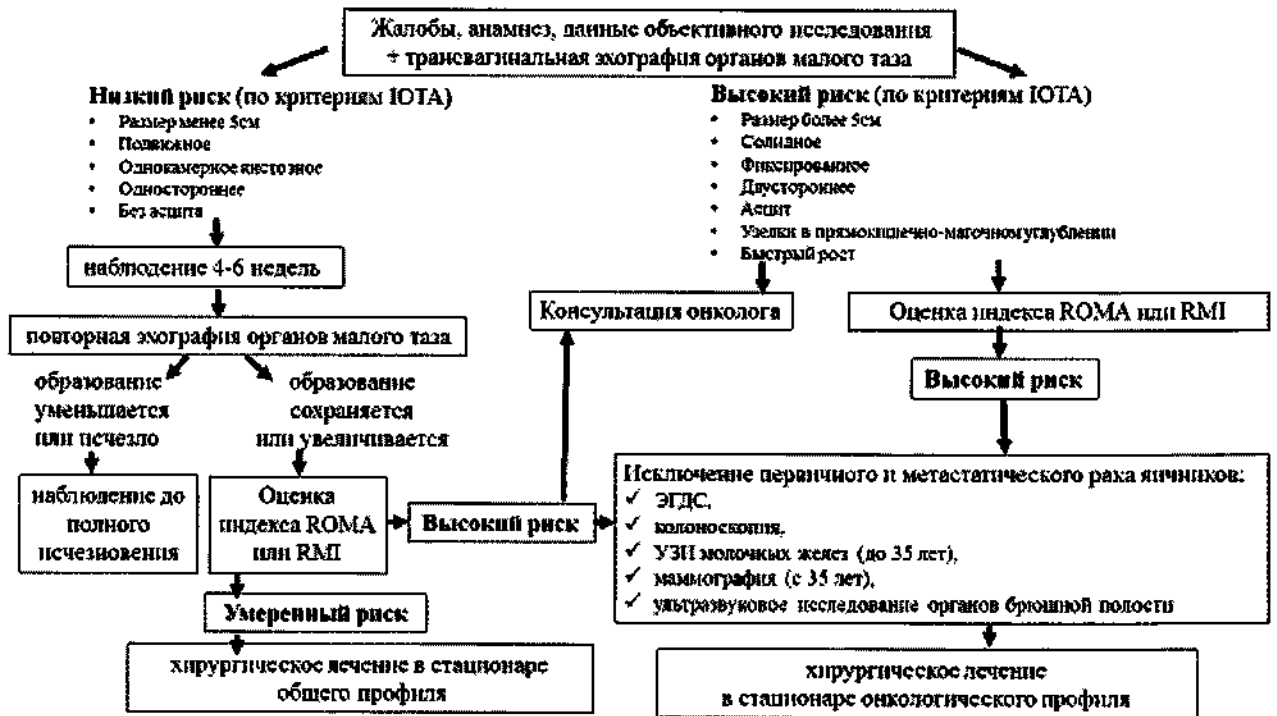 Жалобы, анамнез, данные объективного исследования
+ трансвагинальная эхография органов малого таза
Низкий риск (по критериям IOTA)
• Размер менее 5см
• Подвижное
• Однокамерное кистозное
• Одностороннее
• Без асцита
наблюдение 4-6 недель
повторная эхография органов малого таза
образование
уменьшается
или исчезло
образование
сохраняется
или увеличивается
наблюдение до
полного
исчезновения
Оценка
индекса ROMA
или RMI
Высокий риск
Умеренный риск
хирургическое лечение в стационаре
общего профиля
Высокий риск (по критериям IOTA)
• Размер более 5см
• Солидное
• Фиксированное
• Двустороннее
• Асцит
• Узелки в прямокишечно-маточном углублении
• Быстрый рост
Консультация онколога
Оценка индекса ROMA или RMI
Высокий риск
Исключение первичного и метастатического рака яичников:
✓ ЭГДС,
✓ колоноскопия,
✓ УЗИ молочных желез (до 35 лет),
✓ маммография (с 35 лет),
✓ ультразвуковое исследование органов брюшной полости
хирургическое лечение
в стационаре онкологического профиля